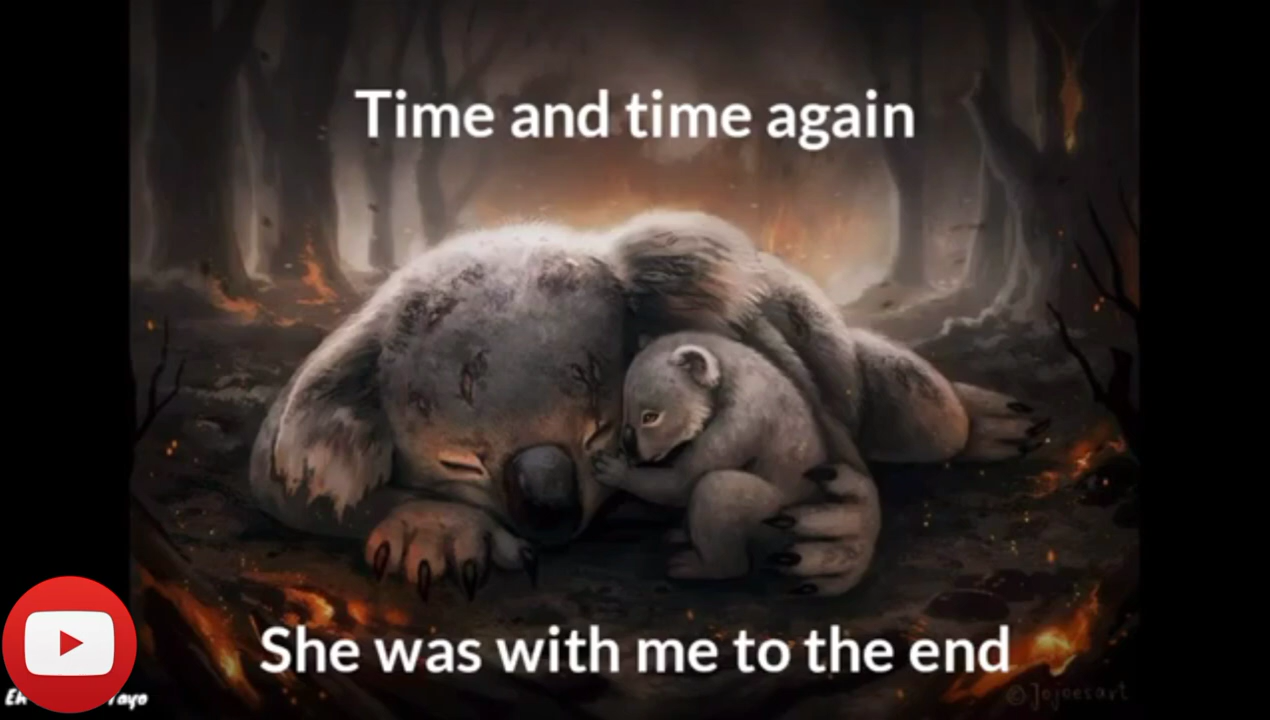 Time and time again
She was with me to the end
©Jojoesart